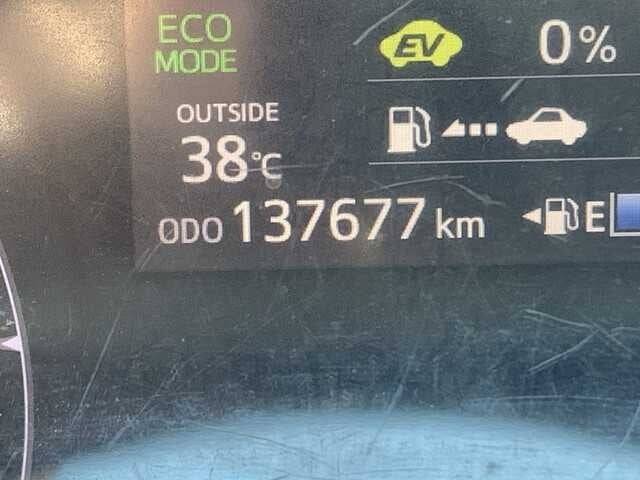 ECO
MODE
EV 0%
OUTSIDE
38°C
ODO 137677 km
E